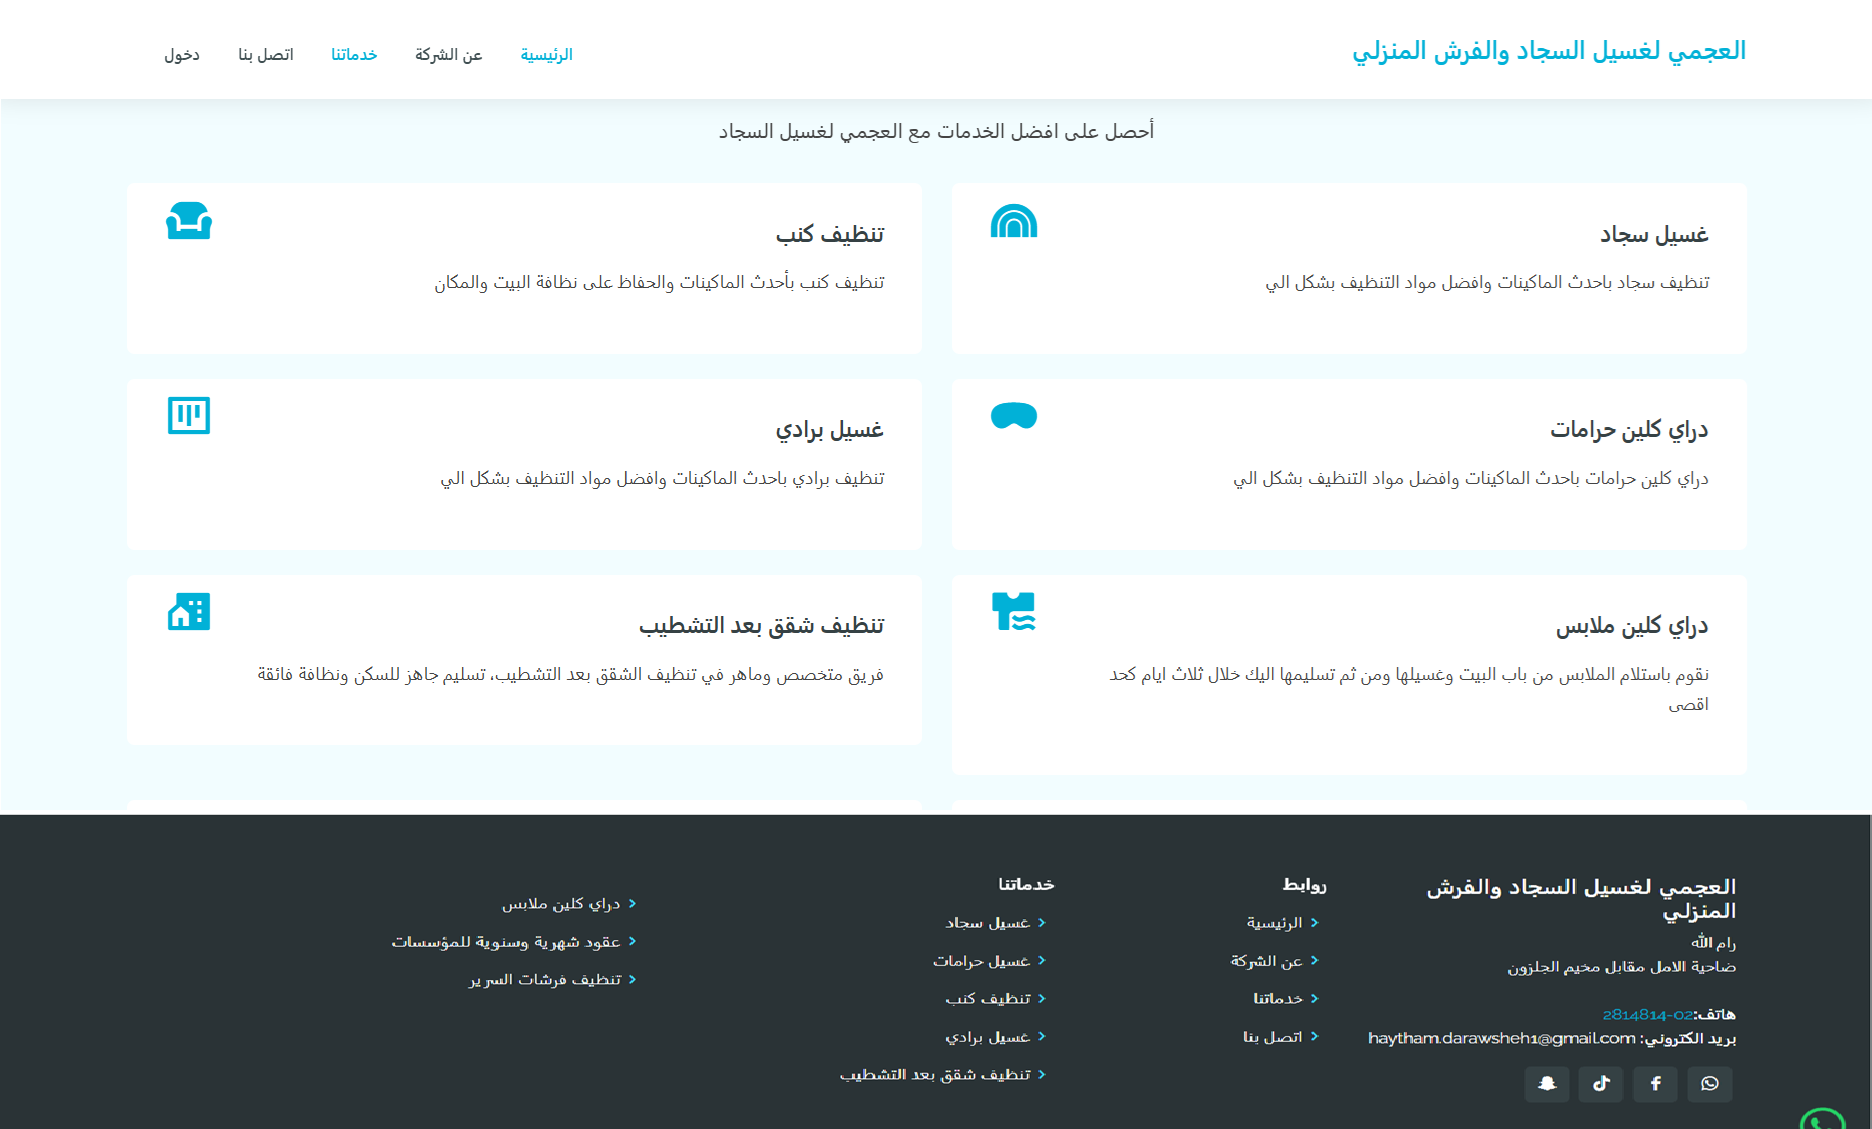 العجمي لغسيل السجاد والفرش المنزلي
الرئيسية
عن الشركة
خدماتنا
اتصل بنا
دخول
أحصل على افضل الخدمات مع العجمي لغسيل السجاد
غسيل سجاد
تنظيف سجاد باحدث الماكينات وافضل مواد التنظيف بشكل الي
تنظيف كنب
تنظيف كنب بأحدث الماكينات والحفاظ على نظافة البيت والمكان
دراي كلين حرامات
دراي كلين حرامات باحدث الماكينات وافضل مواد التنظيف بشكل الي
غسيل برادي
تنظيف برادي باحدث الماكينات وافضل مواد التنظيف بشكل الي
دراي كلين ملابس
نقوم باستلام الملابس من باب البيت وغسيلها ومن ثم تسليمها اليك خلال ثلاث ايام كحد
اقصى
تنظيف شقق بعد التشطيب
فريق متخصص وماهر في تنظيف الشقق بعد التشطيب، تسليم جاهز للسكن ونظافة فائقة
العجمي لغسيل السجاد والفرش
المنزلي
رام الله
ضاحية الامل مقابل مخيم الجلزون
هاتف:02-2814814
بريد الكتروني: haytham.darawsheh1@gmail.com
روابط
الرئيسية
عن الشركة
خدماتنا
اتصل بنا
خدماتنا
غسيل سجاد
غسيل حرامات
تنظيف كنب
غسيل برادي
تنظيف شقق بعد التشطيب
دراي كلين ملابس
عقود شهرية وسنوية للمؤسسات
تنظيف فرشات السرير